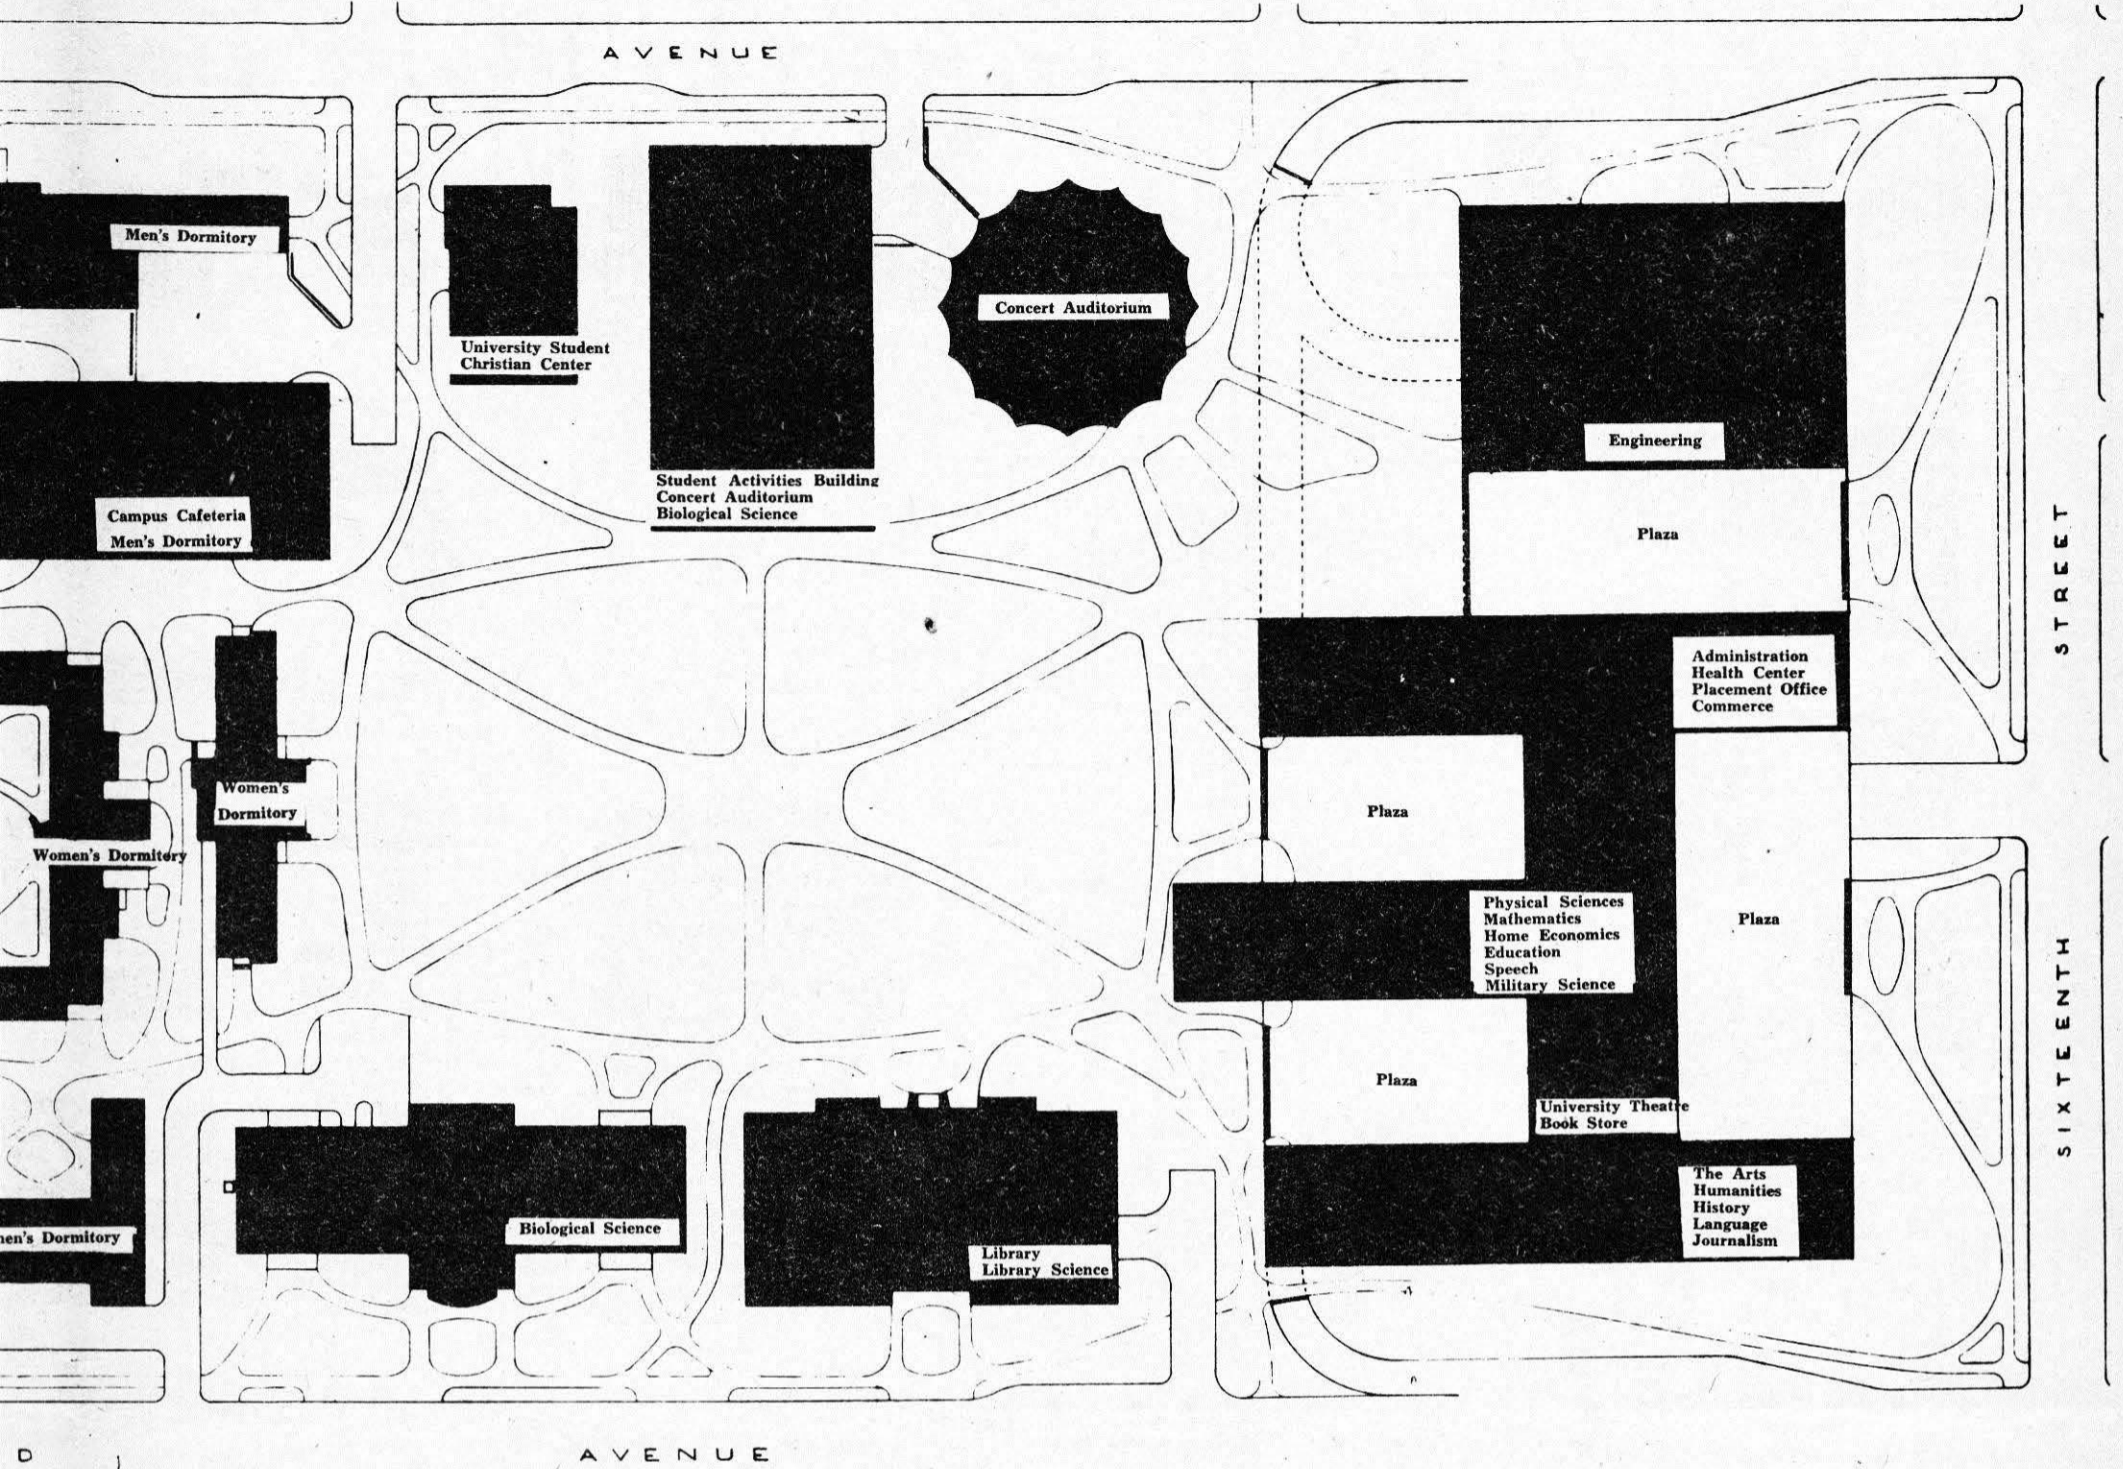 AVENUE
Men's Dormitory
University Student
Christian Center
Concert Auditorium
Student Activities Building
Concert Auditorium
Biological Science
Engineering
Plaza
Campus Cafeteria
Men's Dormitory
STREET
Administration
Health Center
Placement Office
Commerce
Women's
Dormitory
Women's Dormitory
Plaza
Physical Sciences
Mathematics
Home Economics
Education
Speech
Military Science
Plaza
SIXTEENTH
Plaza
University Theatre
Book Store
The Arts
Humanities
History
Language
Journalism
Biological Science
Library
Library Science
en's Dormitory
D
AVENUE